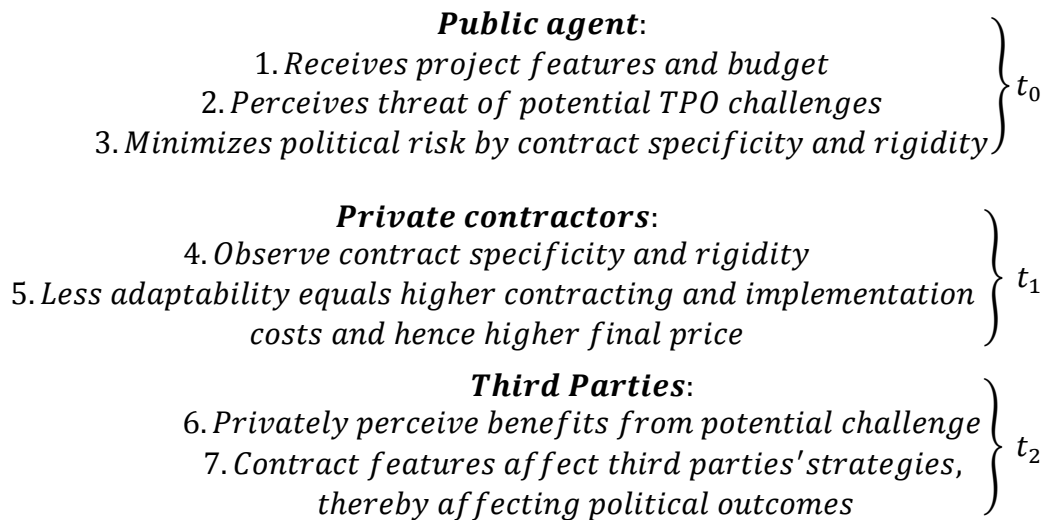 Public agent:
1. Receives project features and budget
2. Perceives threat of potential TPO challenges
3. Minimizes political risk by contract specificity and rigidity
t₀
Private contractors:
4. Observe contract specificity and rigidity
5. Less adaptability equals higher contracting and implementation
costs and hence higher final price
t₁
Third Parties:
6. Privately perceive benefits from potential challenge
7. Contract features affect third parties'strategies,
thereby affecting political outcomes
t₂